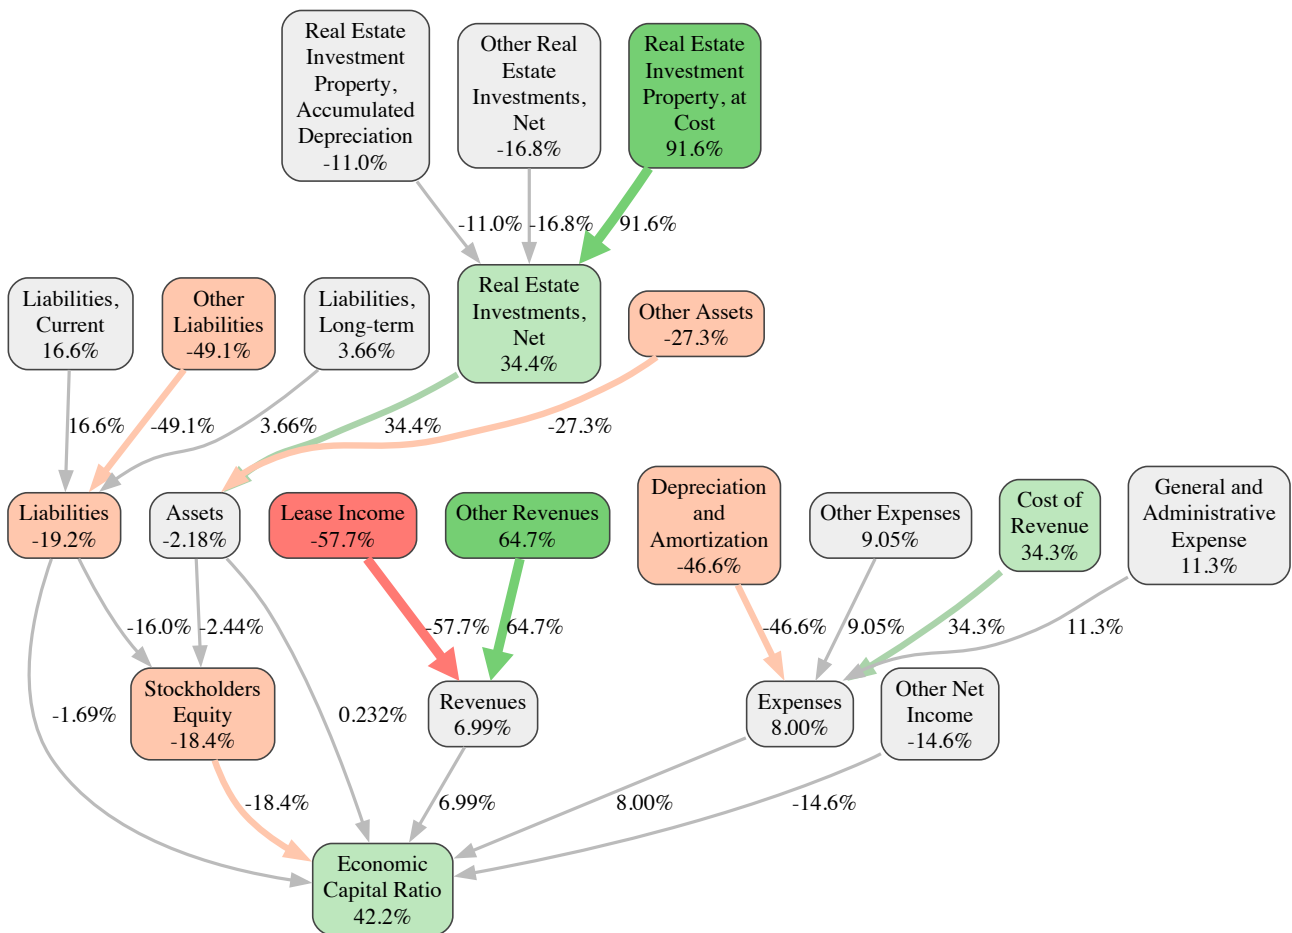 Real Estate
Investment
Property,
Accumulated
Depreciation
-11.0%
Other Real
Estate
Investments,
Net
-16.8%
Real Estate
Investment
Property, at
Cost
91.6%
-11.0%
-16.8%
91.6%
Liabilities,
Current
16.6%
Other
Liabilities
-49.1%
Liabilities,
Long-term
3.66%
Real Estate
Investments,
Net
34.4%
Other Assets
-27.3%
16.6%
-49.1%
3.66%
34.4%
-27.3%
Liabilities
-19.2%
Assets
-2.18%
Lease Income
-57.7%
Other Revenues
64.7%
Depreciation
and
Amortization
-46.6%
Other Expenses
9.05%
Cost of
Revenue
34.3%
General and
Administrative
Expense
11.3%
-16.0%
-2.44%
-57.7%
64.7%
-46.6%
9.05%
34.3%
11.3%
-1.69%
Stockholders
Equity
-18.4%
0.232%
Revenues
6.99%
Expenses
8.00%
Other Net
Income
-14.6%
-18.4%
6.99%
8.00%
-14.6%
Economic
Capital Ratio
42.2%